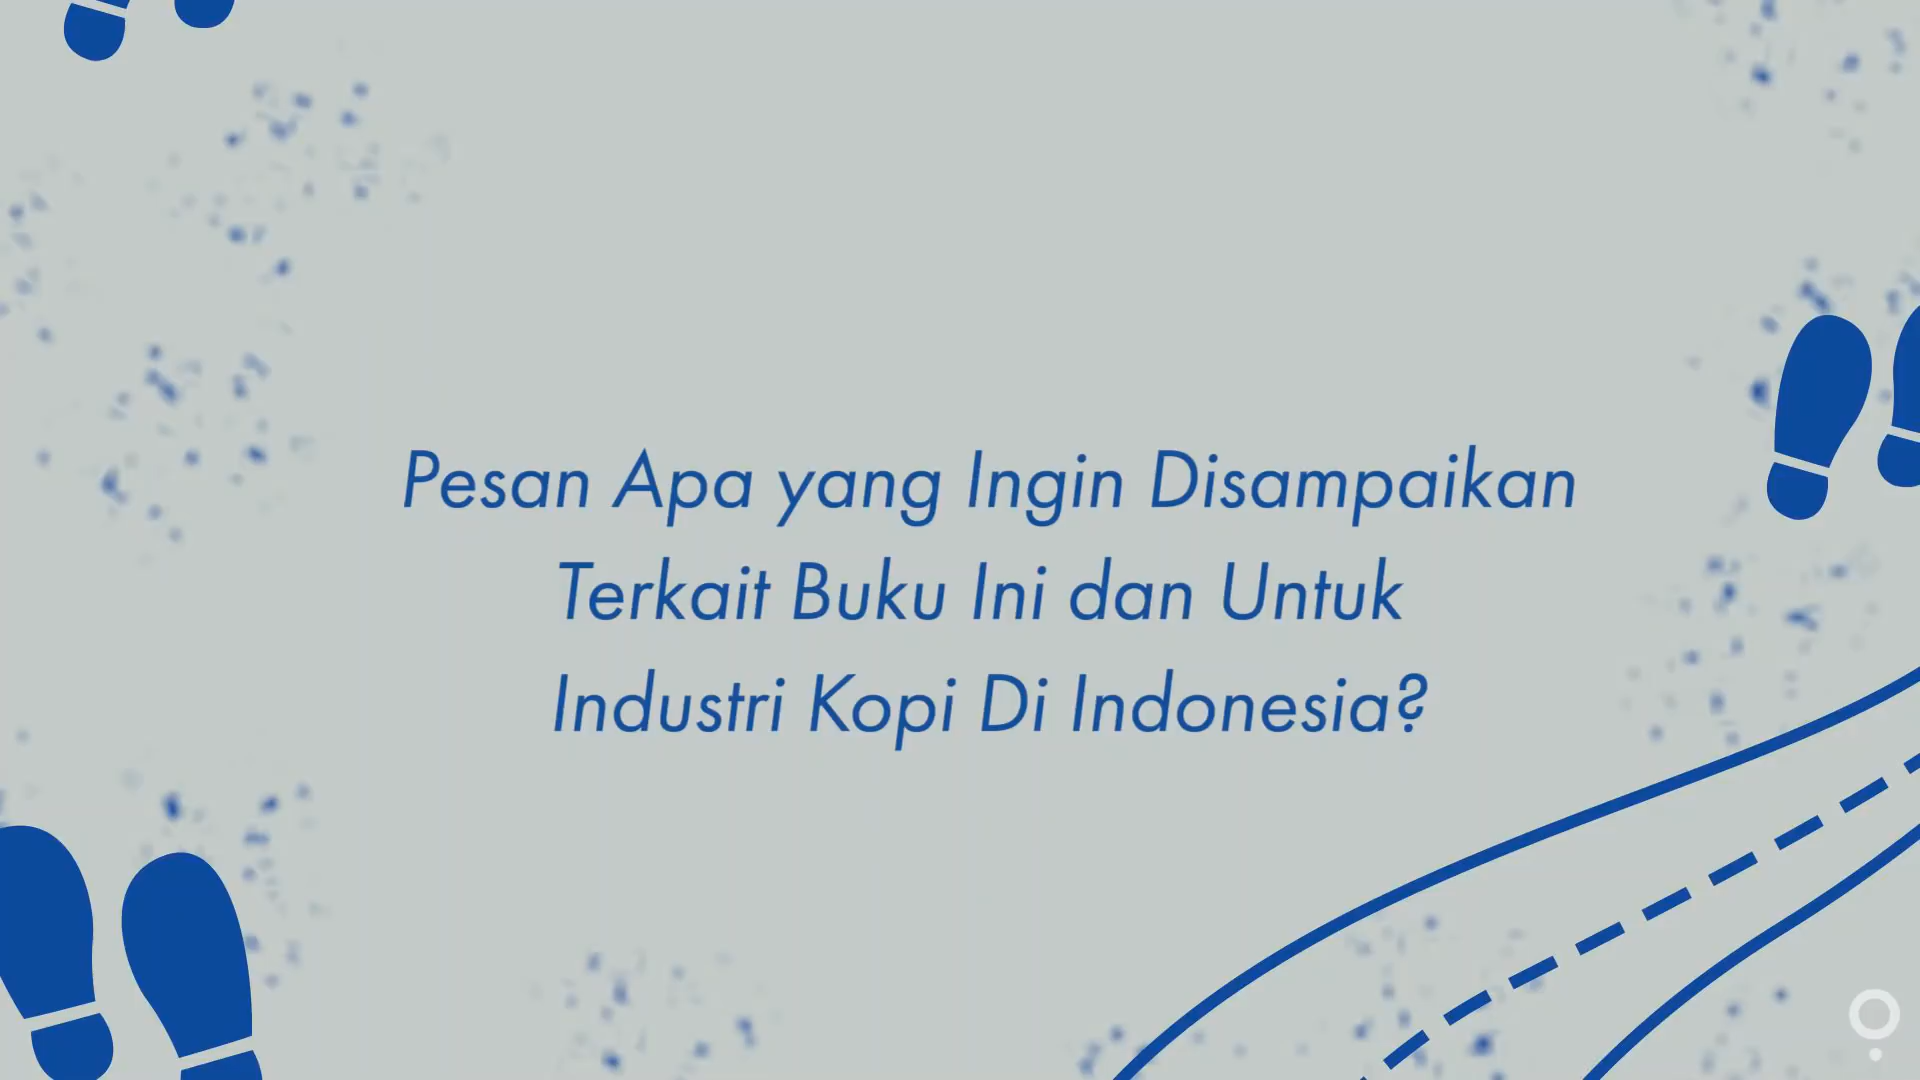 Pesan Apa yang Ingin Disampaikan
Terkait Buku Ini dan Untuk
Industri Kopi Di Indonesia?